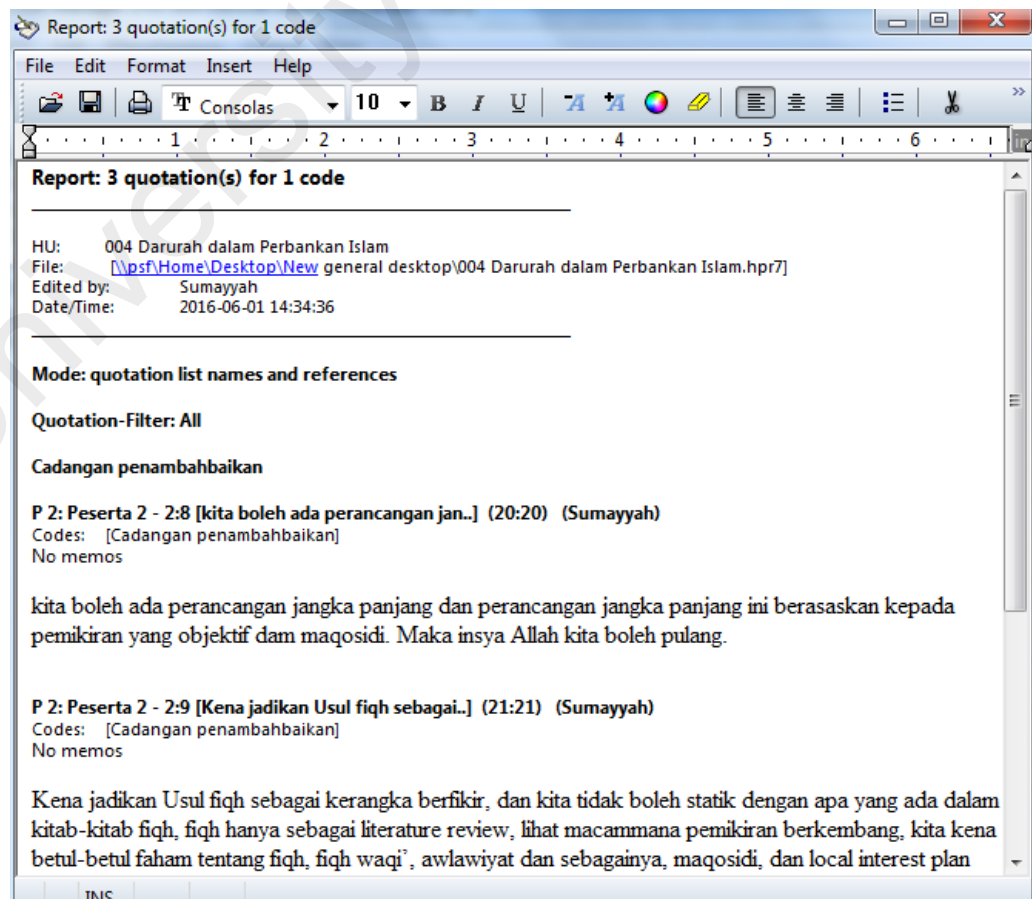 University
Report: 3 quotation(s) for 1 code
File Edit Format Insert Help
Consolas 10 B I U A A
1 2 3 4 5 6
Report: 3 quotation(s) for 1 code
HU: 004 Darurah dalam Perbankan Islam
File: [\\psf\Home\Desktop\New general desktop\004 Darurah dalam Perbankan Islam.hpr7]
Edited by: Sumayyah
Date/Time: 2016-06-01 14:34:36
Mode: quotation list names and references
Quotation-Filter: All
Cadangan penambahbaikan
P 2: Peserta 2 - 2:8 [kita boleh ada perancangan jan..] (20:20) (Sumayyah)
Codes: [Cadangan penambahbaikan]
No memos
kita boleh ada perancangan jangka panjang dan perancangan jangka panjang ini berasaskan kepada
pemikiran yang objektif dam maqosidi. Maka insya Allah kita boleh pulang.
P 2: Peserta 2 - 2:9 [Kena jadikan Usul fiqh sebagai..] (21:21) (Sumayyah)
Codes: [Cadangan penambahbaikan]
No memos
Kena jadikan Usul fiqh sebagai kerangka berfikir, dan kita tidak boleh statik dengan apa yang ada dalam
kitab-kitab fiqh, fiqh hanya sebagai literature review, lihat macammana pemikiran berkembang, kita kena
betul-betul faham tentang fiqh, fiqh waqi’, awlawiyat dan sebagainya, maqosidi, dan local interest plan
INS